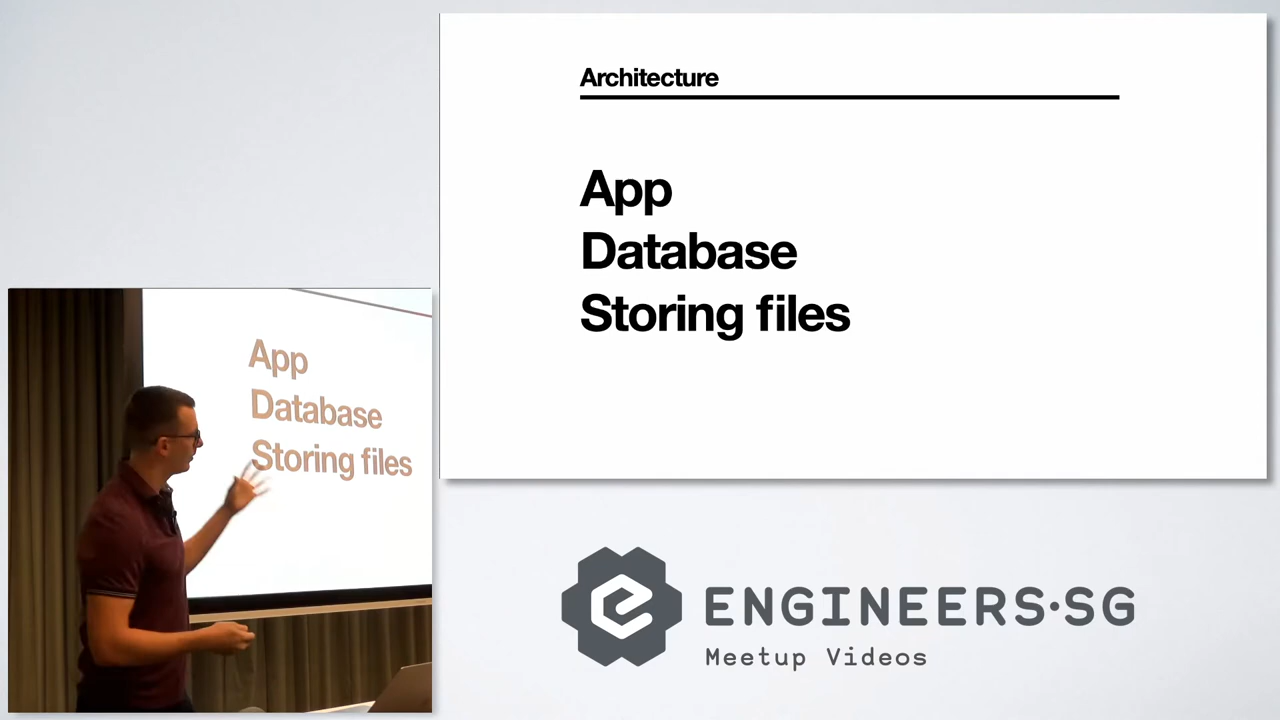 Architecture
App
Database
Storing files
App
Database
Storing files
ENGINEERS·SG
Meetup Videos